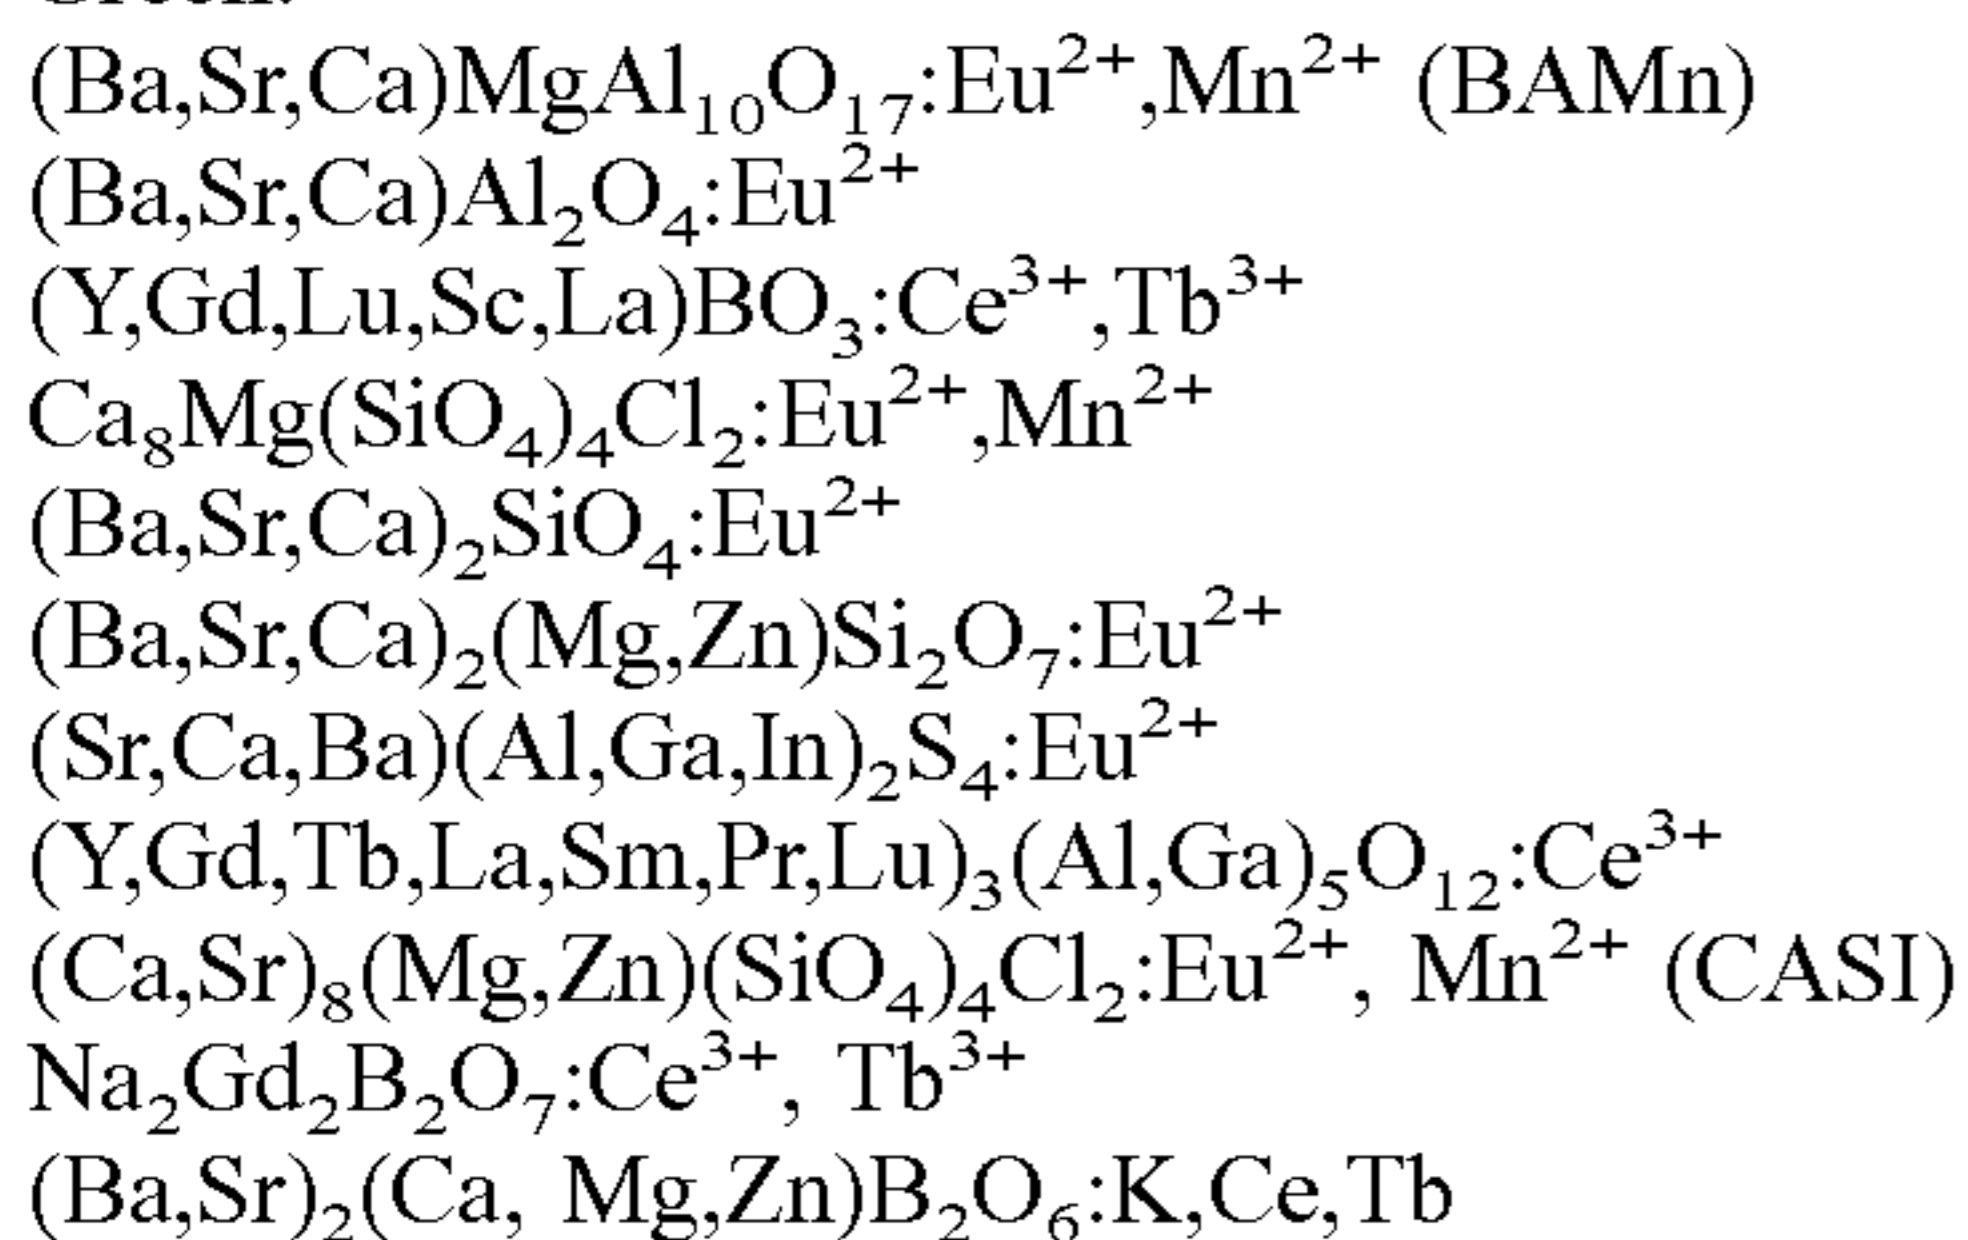 (Ba,Sr,Ca)MgAl₁₀O₁₇:Eu²⁺,Mn²⁺ (BAMn)
(Ba,Sr,Ca)Al₂O₄:Eu²⁺
(Y,Gd,Lu,Sc,La)BO₃:Ce³⁺,Tb³⁺
Ca₈Mg(SiO₄)₄Cl₂:Eu²⁺,Mn²⁺
(Ba,Sr,Ca)₂SiO₄:Eu²⁺
(Ba,Sr,Ca)₂(Mg,Zn)Si₂O₇:Eu²⁺
(Sr,Ca,Ba)(Al,Ga,In)₂S₄:Eu²⁺
(Y,Gd,Tb,La,Sm,Pr,Lu)₃(Al,Ga)₅O₁₂:Ce³⁺
(Ca,Sr)₈(Mg,Zn)(SiO₄)₄Cl₂:Eu²⁺, Mn²⁺ (CASI)
Na₂Gd₂B₂O₇:Ce³⁺, Tb³⁺
(Ba,Sr)₂(Ca, Mg,Zn)B₂O₆:K,Ce,Tb